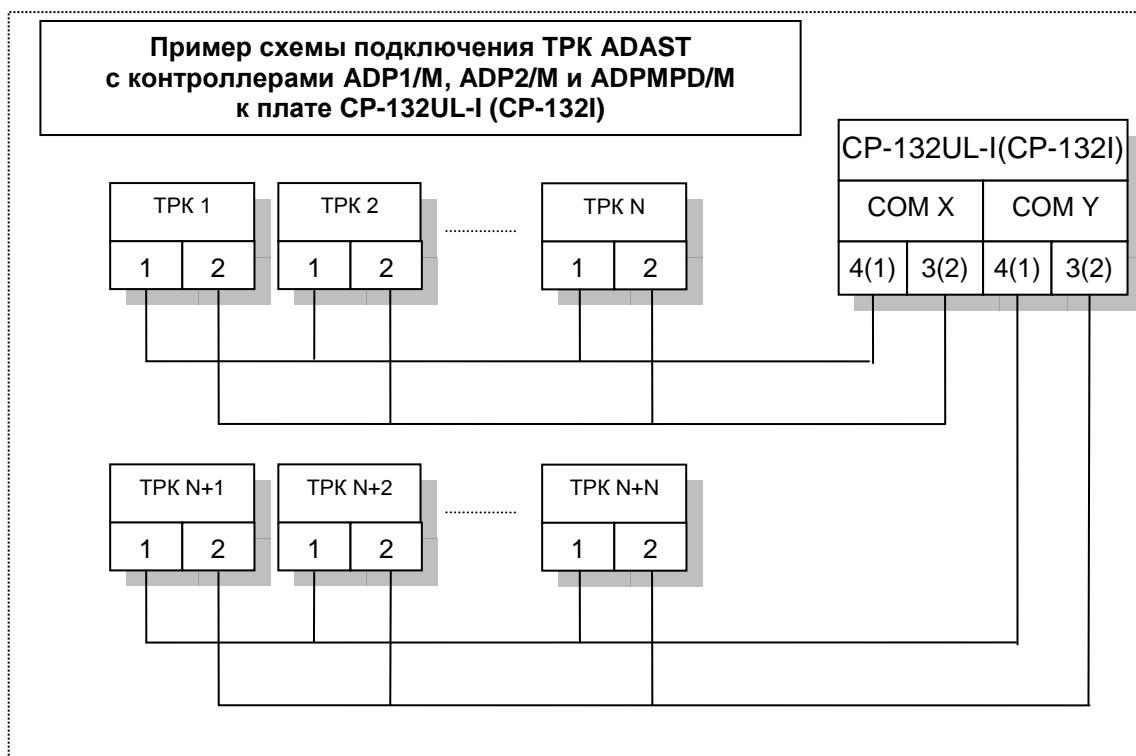 Пример схемы подключения ТРК ADAST
с контроллерами ADP1/M, ADP2/M и ADPMPD/M
к плате CP-132UL-I (CP-132I)
CP-132UL-I(CP-132I)
COM X COM Y
4(1) 3(2) 4(1) 3(2)
ТРК 1 ТРК 2 ТРК N
1 2 1 2 1 2
ТРК N+1 ТРК N+2 ТРК N+N
1 2 1 2 1 2